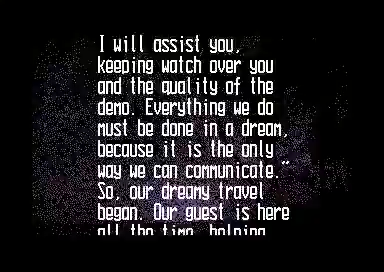 I will assist you,
keeping watch over you
and the quality of the
demo. Everything we do
must be done in a dream,
because it is the only
way we can communicate."
So, our dreamy travel
began. Our guest is here
all the time, helping